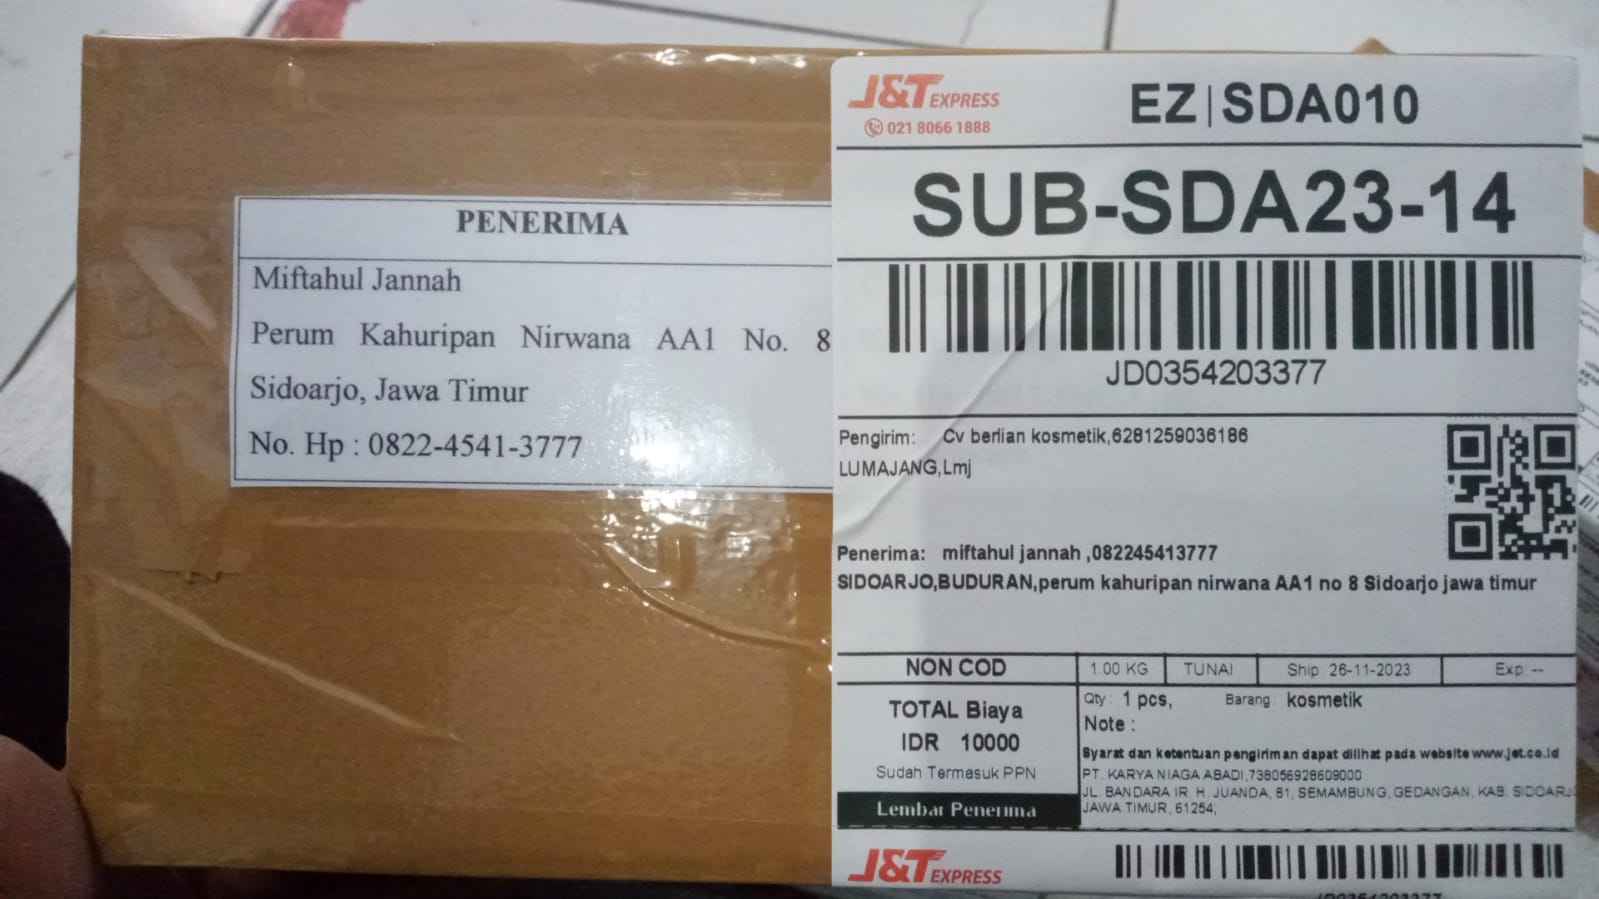 PENERIMA
Miftahul Jannah
Perum Kahuripan Nirwana AA1 No. 8
Sidoarjo, Jawa Timur
No. Hp : 0822-4541-3777
J&T EXPRESS
021 8066 1888
EZ|SDA010
SUB-SDA23-14
JD0354203377
Pengirim: Cv berlian kosmetik,6281259036186
LUMAJANG,Lmj
Penerima: miftahul jannah ,082245413777
SIDOARJO,BUDURAN,perum kahuripan nirwana AA1 no 8 Sidoarjo jawa timur
NON COD 1.00 KG TUNAI Ship: 26-11-2023 Exp: --
TOTAL Biaya
IDR 10000
Sudah Termasuk PPN
Lembar Penerima
Qty : 1 pcs, Barang : kosmetik
Note :
Syarat dan ketentuan pengiriman dapat dilihat pada website www.jet.co.id
PT. KARYA NIAGA ABADI,738056928609000
JL. BANDARA IR. H. JUANDA, 81, SEMAMBUNG, GEDANGAN, KAB. SIDOARJ
JAWA TIMUR, 61254;
J&T EXPRESS
JD0354203377